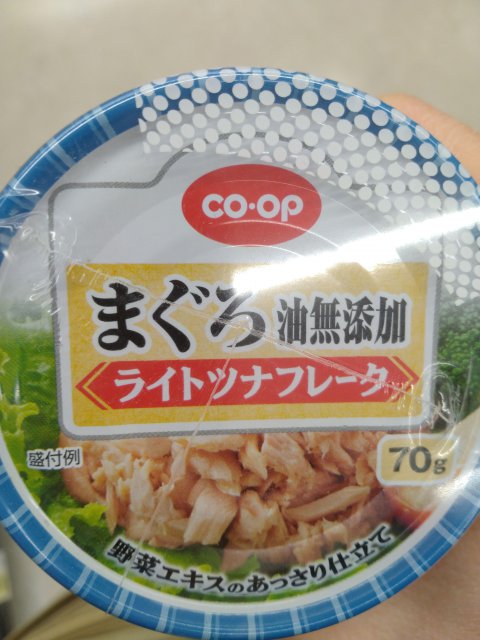 CO・OP
まぐろ 油無添加
ライトツナフレーク
盛付例
70g
野菜エキスのあっさり仕立て